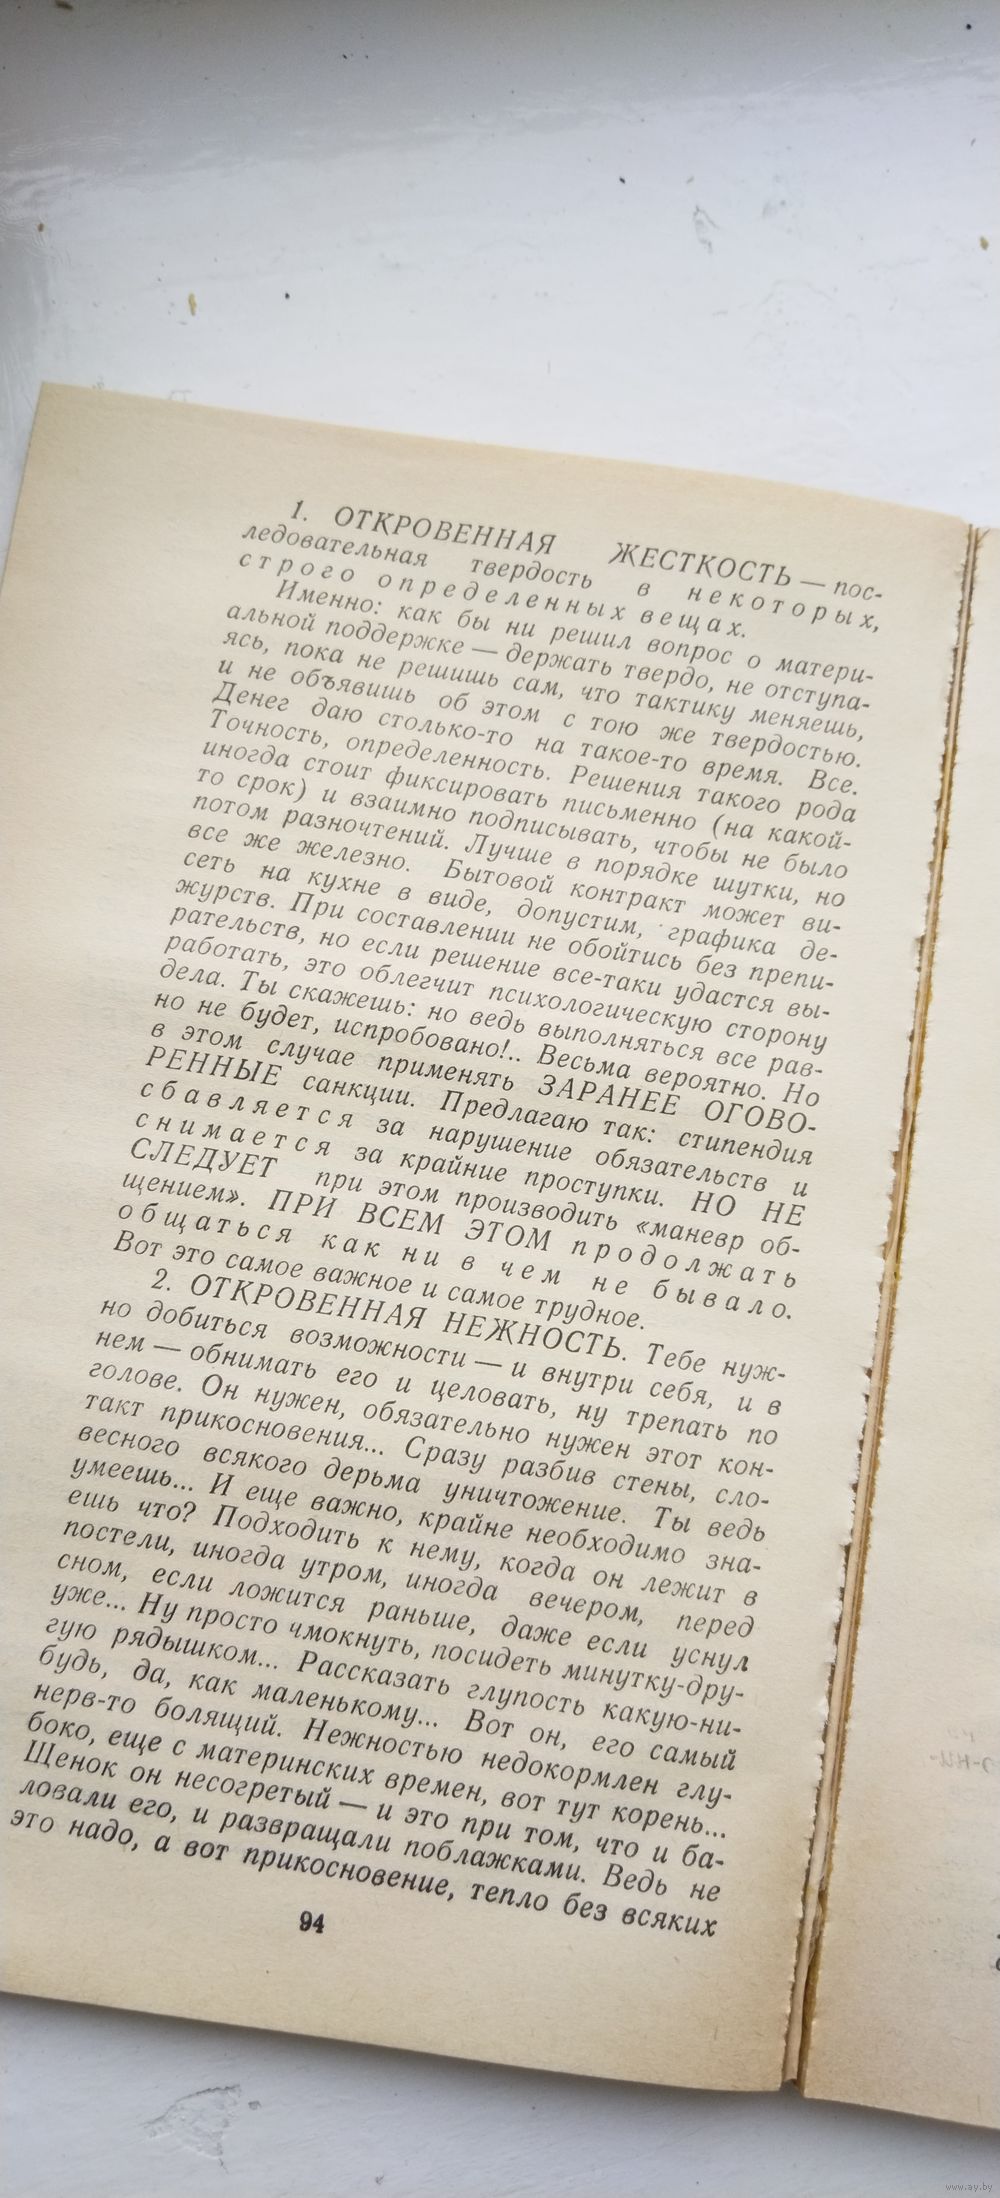 1. ОТКРОВЕННАЯ ЖЕСТКОСТЬ — пос-
ледовательная твердость в некоторых,
строго определенных вещах.
Именно: как бы ни решил вопрос о матери-
альной поддержке — держать твердо, не отступа-
ясь, пока не решишь сам, что тактику меняешь,
и не объявишь об этом с тою же твердостью.
Денег даю столько-то на такое-то время. Все.
Точность, определенность. Решения такого рода
иногда стоит фиксировать письменно (на какой-
то срок) и взаимно подписывать, чтобы не было
потом разночтений. Лучше в порядке шутки, но
все же железно. Бытовой контракт может ви-
сеть на кухне в виде, допустим, графика де-
журств. При составлении не обойтись без препи-
рательств, но если решение все-таки удастся вы-
работать, это облегчит психологическую сторону
дела. Ты скажешь: но ведь выполняться все рав-
но не будет, испробовано!.. Весьма вероятно. Но
в этом случае применять ЗАРАНЕЕ ОГОВО-
РЕННЫЕ санкции. Предлагаю так: стипендия
сбавляется за нарушение обязательств и
снимается за крайние проступки. НО НЕ
СЛЕДУЕТ при этом производить «маневр об-
щением». ПРИ ВСЕМ ЭТОМ продолжать
общаться как ни в чем не бывало.
Вот это самое важное и самое трудное.
2. ОТКРОВЕННАЯ НЕЖНОСТЬ. Тебе нуж-
но добиться возможности — и внутри себя, и в
нем — обнимать его и целовать, ну трепать по
голове. Он нужен, обязательно нужен этот кон-
такт прикосновения... Сразу разбив стены, сло-
весного всякого дерьма уничтожение. Ты ведь
умеешь... И еще важно, крайне необходимо зна-
ешь что? Подходить к нему, когда он лежит в
постели, иногда утром, иногда вечером, перед
сном, если ложится раньше, даже если уснул
уже... Ну просто чмокнуть, посидеть минутку-дру-
гую рядышком... Рассказать глупость какую-ни-
будь, да, как маленькому... Вот он, его самый
нерв-то болящий. Нежностью недокормлен глу-
боко, еще с материнских времен, вот тут корень...
Щенок он несогретый — и это при том, что и ба-
ловали его, и развращали поблажками. Ведь не
это надо, а вот прикосновение, тепло без всяких
94
www.ay.by